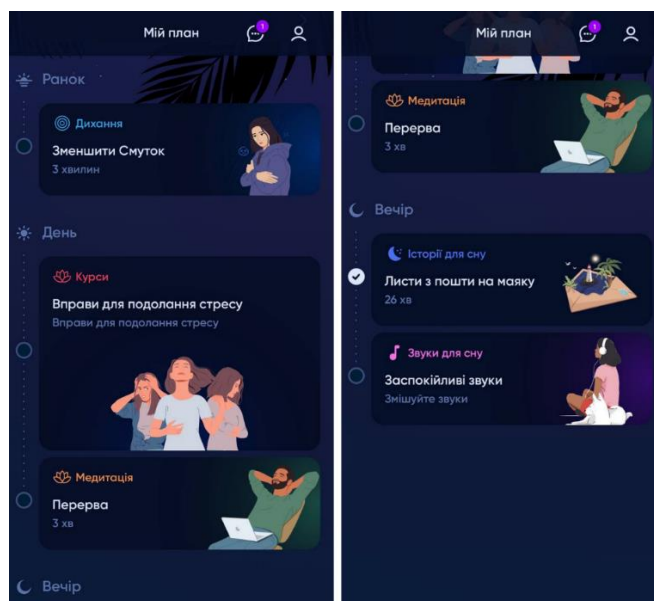 Мій план
1
Ранок
Дихання
Зменшити Смуток
3 хвилин
День
Курси
Вправи для подолання стресу
Вправи для подолання стресу
Медитація
Перерва
3 хв
Вечір
Мій план
1
Медитація
Перерва
3 хв
Вечір
Історії для сну
Листи з пошти на маяку
26 хв
Звуки для сну
Заспокійливі звуки
Змішуйте звуки